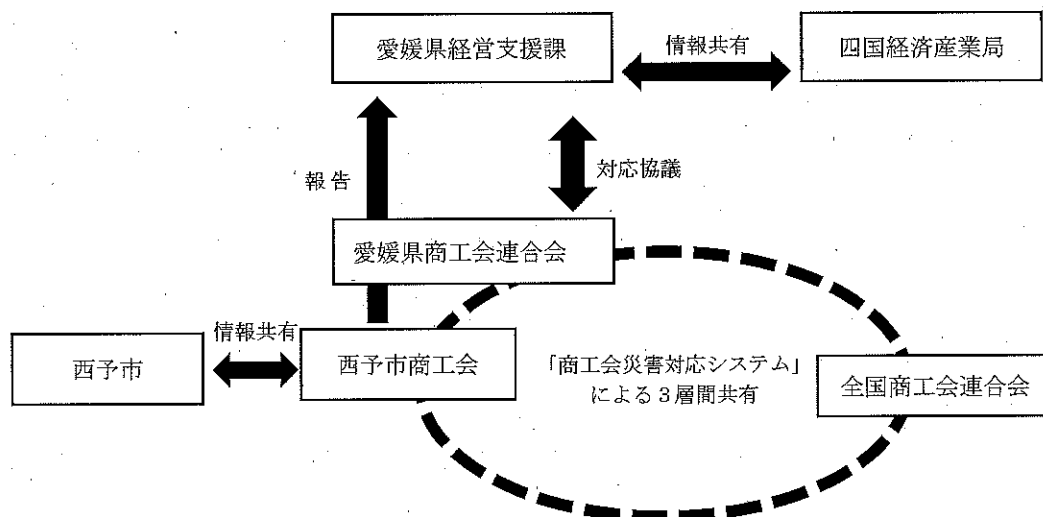 愛媛県経営支援課
情報共有
四国経済産業局
報告
対応協議
愛媛県商工会連合会
西予市
情報共有
西予市商工会
「商工会災害対応システム」
による3層間共有
全国商工会連合会